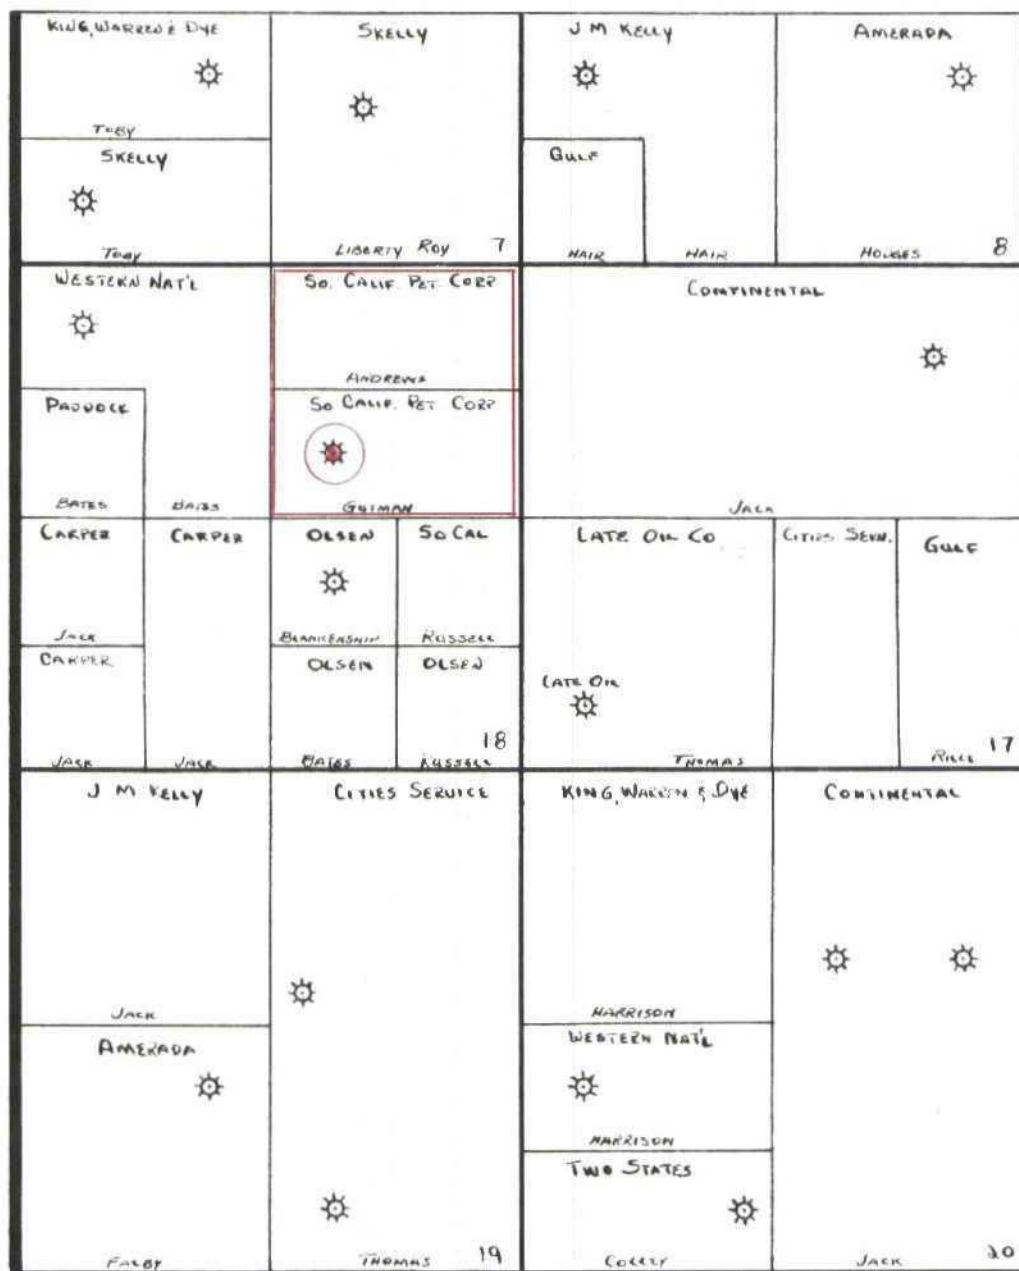 KING, WARREN & DYE
TOBY
SKELLY
TOBY
SKELLY
LIBERTY ROY 7
J M KELLY
GULF
HAIR
HAIR
AMERADA
8
WESTERN NAT'L
PADDOCK
BATES
BATES
SO. CALIF. PET. CORP
ANDREWS
SO CALIF. PET CORP
CONTINENTAL
JACK
CARPER
JACK
CARPER
JACK
CARPER
JACK
OLSEN
BLANKENSHIP
SO CAL
RUSSELL
OLSEN
BATES
OLSEN
RUSSELL
18
LATE OIL CO
LATE OIL
THOMAS
CITIES SERV.
GULF
17
J M KELLY
JACK
AMERADA
FALBY
CITIES SERVICE
THOMAS 19
KING, WARREN & DYE
HARRISON
WESTERN NAT'L
HARRISON
TWO STATES
CONTINENTAL
JACK 20